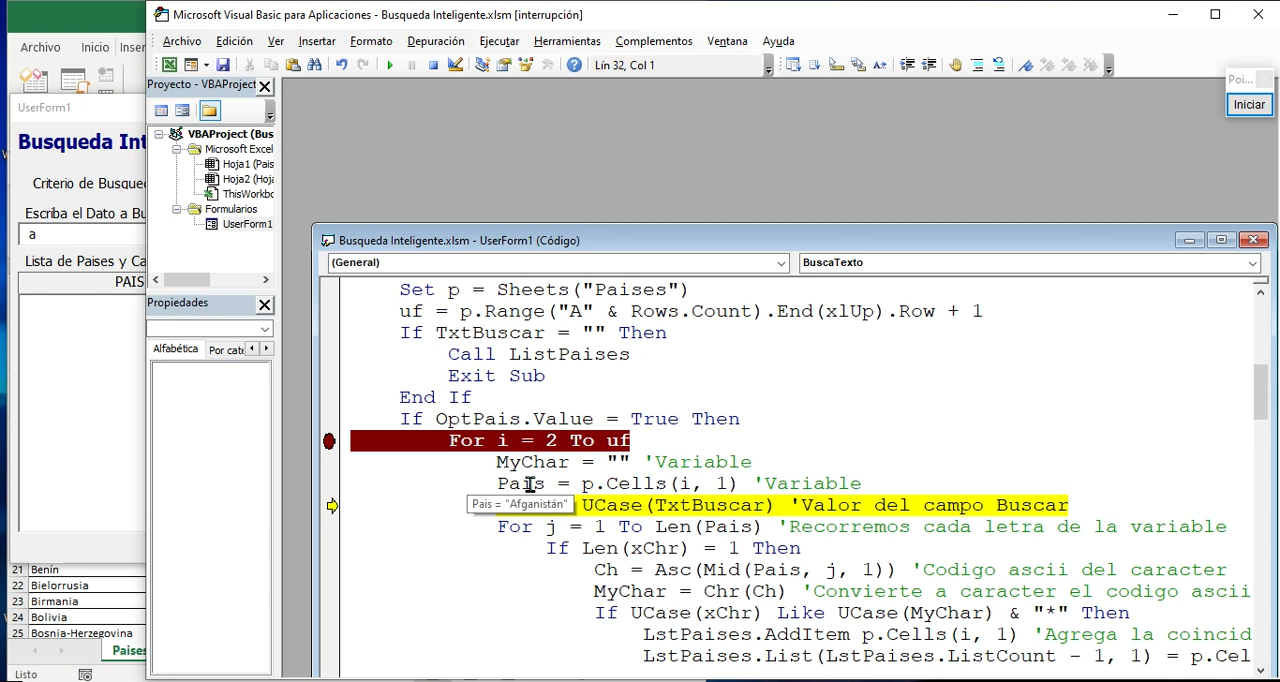 Microsoft Visual Basic para Aplicaciones - Busqueda Inteligente.xlsm [interrupción]
Archivo Edición Ver Insertar Formato Depuración Ejecutar Herramientas Complementos Ventana Ayuda
Lín 32, Col 1
Archivo Inicio Inser
UserForm1
Busqueda Int
Criterio de Busque
Escriba el Dato a Bu
a
Lista de Paises y Ca
PAIS
21 Benín
22 Bielorrusia
23 Birmania
24 Bolivia
25 Bosnia-Herzegovina
Paises
Listo
Proyecto - VBAProject
VBAProject (Bus
Microsoft Excel
Hoja1 (Pais
Hoja2 (Hoja
ThisWorkbo
Formularios
UserForm1
Propiedades
Alfabética Por cate
Poi...
Iniciar
Busqueda Inteligente.xlsm - UserForm1 (Código)
(General) BuscaTexto
Set p = Sheets("Paises")
uf = p.Range("A" & Rows.Count).End(xlUp).Row + 1
If TxtBuscar = "" Then
Call ListPaises
Exit Sub
End If
If OptPais.Value = True Then
For i = 2 To uf
MyChar = "" 'Variable
Pais = p.Cells(i, 1) 'Variable
Pais = "Afganistán"
UCase(TxtBuscar) 'Valor del campo Buscar
For j = 1 To Len(Pais) 'Recorremos cada letra de la variable
If Len(xChr) = 1 Then
Ch = Asc(Mid(Pais, j, 1)) 'Codigo ascii del caracter
MyChar = Chr(Ch) 'Convierte a caracter el codigo ascii
If UCase(xChr) Like UCase(MyChar) & "*" Then
LstPaises.AddItem p.Cells(i, 1) 'Agrega la coincid
LstPaises.List(LstPaises.ListCount - 1, 1) = p.Cel